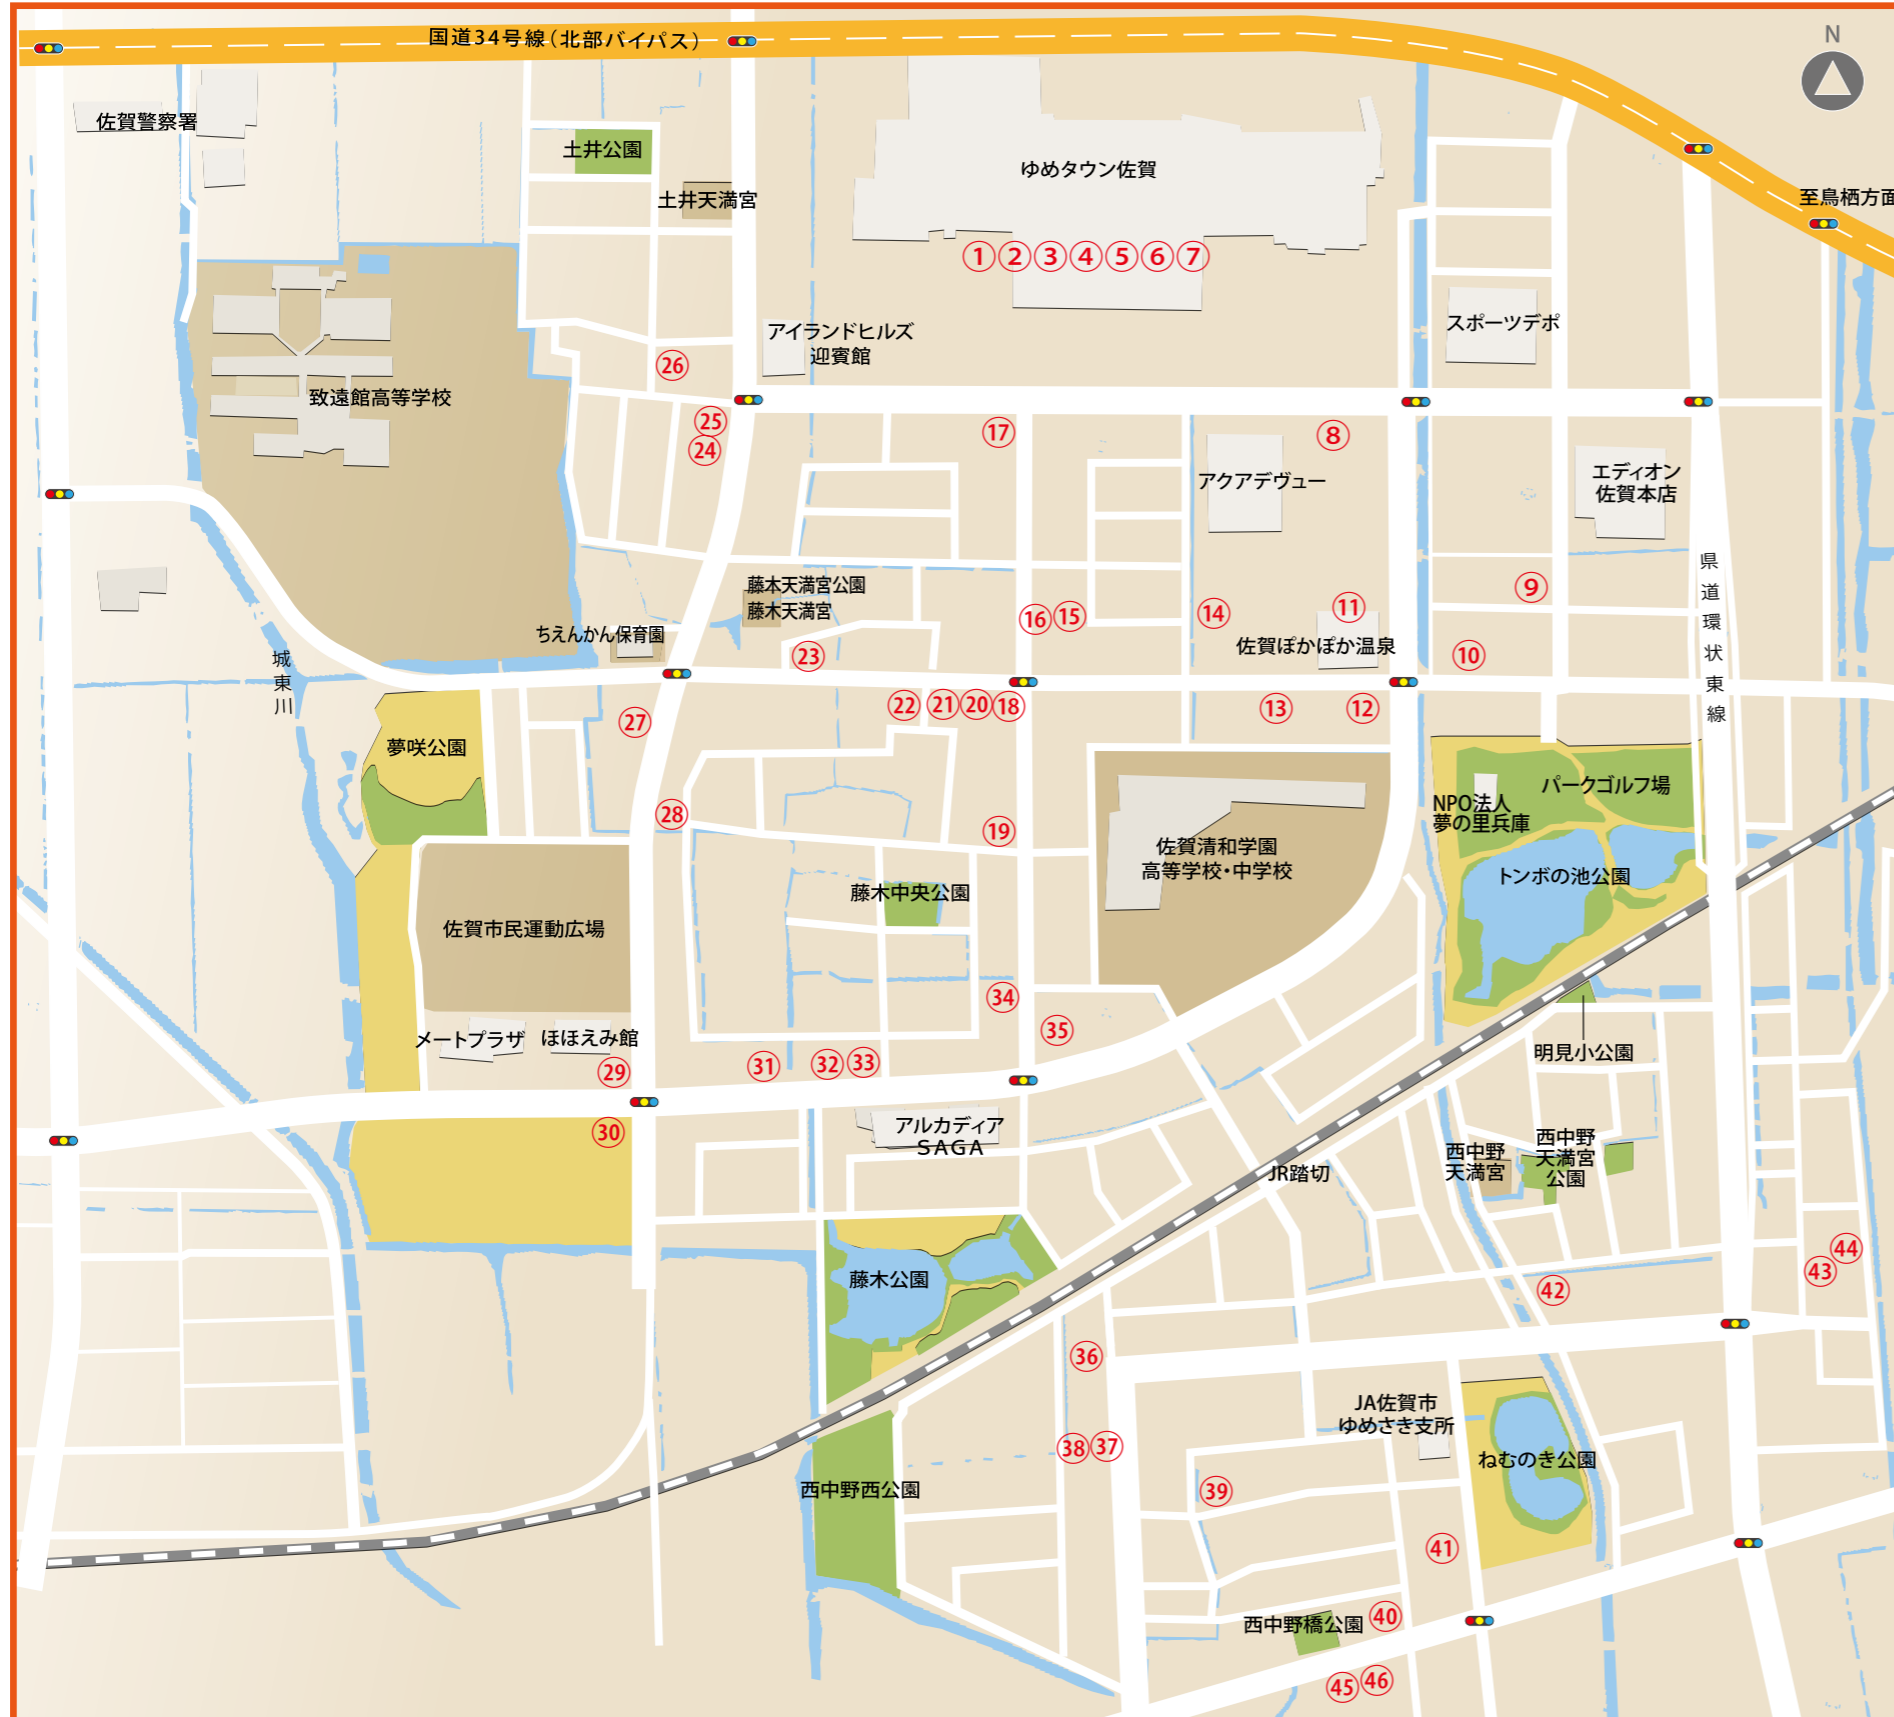 国道34号線(北部バイパス)
N
佐賀警察署
土井公園
ゆめタウン佐賀
土井天満宮
至鳥栖方面
①②③④⑤⑥⑦
アイランドヒルズ
迎賓館
スポーツデポ
㉖
致遠館高等学校
㉕
㉔
⑰
⑧
アクアデヴュー
エディオン
佐賀本店
県道環状東線
藤木天満宮公園
藤木天満宮
ちえんかん保育園
⑯⑮
⑭
⑪
⑨
佐賀ぽかぽか温泉
⑩
㉓
城東川
㉒㉑⑳⑱
⑬
⑫
㉗
夢咲公園
パークゴルフ場
NPO法人
夢の里兵庫
㉘
⑲
佐賀清和学園
高等学校・中学校
トンボの池公園
藤木中央公園
佐賀市民運動広場
㉞
㉟
メートプラザ
ほほえみ館
明見小公園
㉙
㉛
㉜㉝
㉚
アルカディア
SAGA
西中野
天満宮
西中野
天満宮
公園
JR踏切
藤木公園
㊹
㊸
㊷
㊱
JA佐賀市
ゆめさき支所
㊳㊲
ねむのき公園
西中野西公園
㊴
㊶
西中野橋公園
㊵
㊺㊻